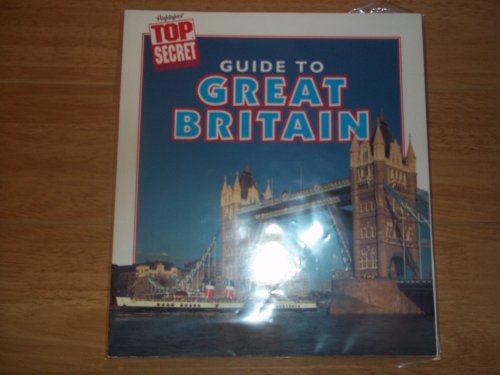 Highlights
TOP
SECRET
GUIDE TO
GREAT
BRITAIN